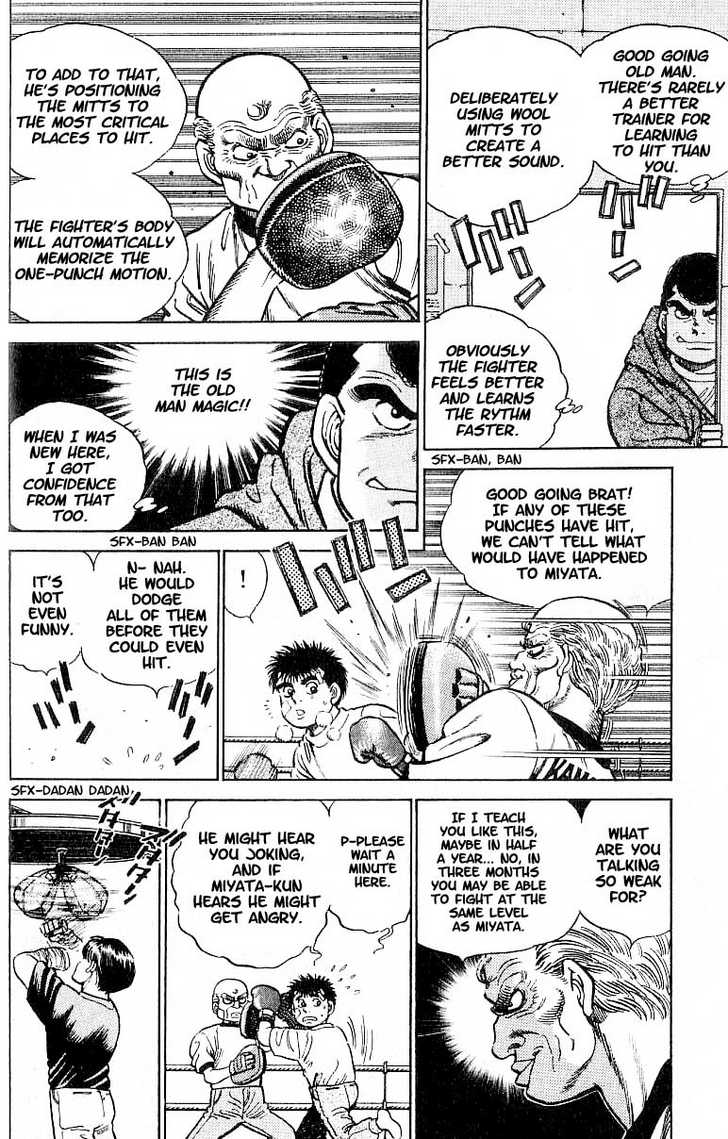 GOOD GOING
OLD MAN.
THERE'S RARELY
A BETTER
TRAINER FOR
LEARNING
TO HIT THAN
YOU.
DELIBERATELY
USING WOOL
MITTS TO
CREATE A
BETTER SOUND.
OBVIOUSLY
THE FIGHTER
FEELS BETTER
AND LEARNS
THE RYTHM
FASTER.
SFX-BAN, BAN
TO ADD TO THAT,
HE'S POSITIONING
THE MITTS TO
THE MOST CRITICAL
PLACES TO HIT.
THE FIGHTER'S BODY
WILL AUTOMATICALLY
MEMORIZE THE
ONE-PUNCH MOTION.
THIS IS
THE OLD
MAN MAGIC!!
WHEN I WAS
NEW HERE,
I GOT
CONFIDENCE
FROM THAT
TOO.
SFX-BAN BAN
GOOD GOING BRAT!
IF ANY OF THESE
PUNCHES HAVE HIT,
WE CAN'T TELL WHAT
WOULD HAVE HAPPENED
TO MIYATA.
!
KAMO
N- NAH.
HE WOULD
DODGE
ALL OF THEM
BEFORE THEY
COULD EVEN
HIT.
IT'S
NOT
EVEN
FUNNY.
SFX-DADAN DADAN
WHAT
ARE YOU
TALKING
SO WEAK
FOR?
IF I TEACH
YOU LIKE THIS,
MAYBE IN HALF
A YEAR... NO, IN
THREE MONTHS
YOU MAY BE ABLE
TO FIGHT AT THE
SAME LEVEL
AS MIYATA.
P-PLEASE
WAIT A
MINUTE
HERE.
HE MIGHT HEAR
YOU JOKING,
AND IF
MIYATA-KUN
HEARS HE MIGHT
GET ANGRY.